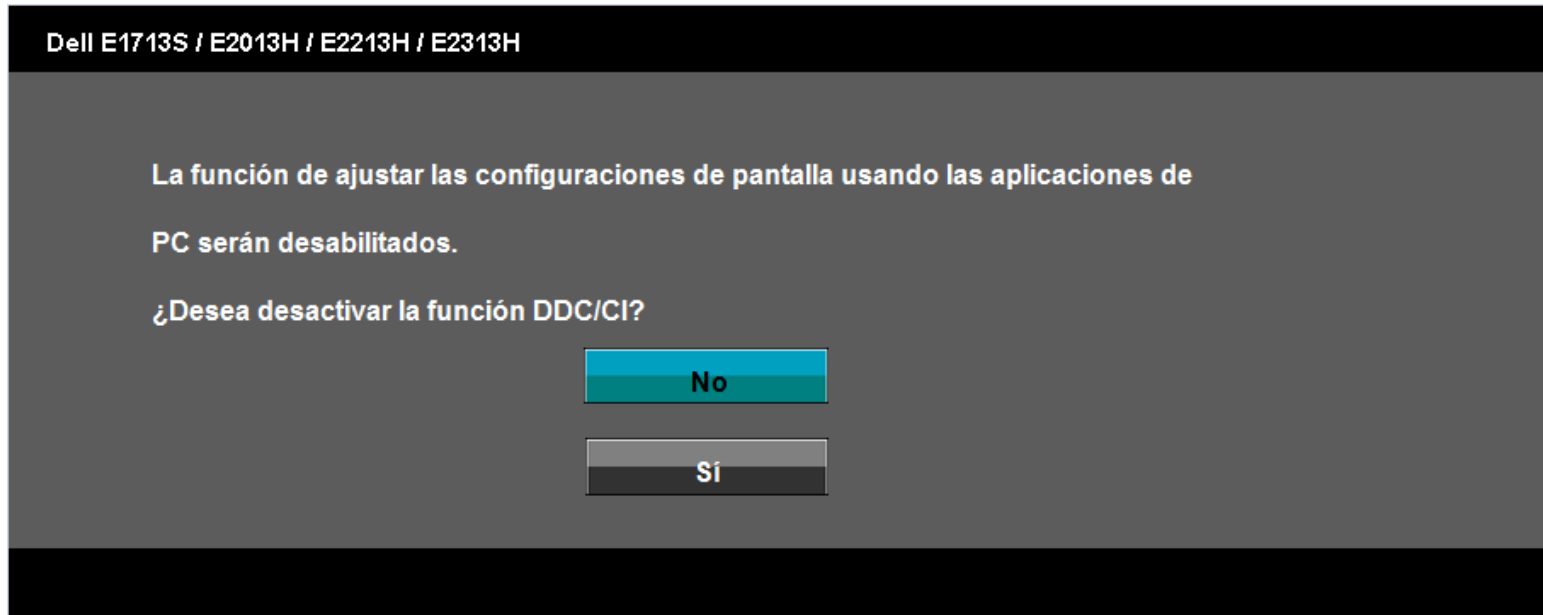 Dell E1713S / E2013H / E2213H / E2313H
La función de ajustar las configuraciones de pantalla usando las aplicaciones de
PC serán desabilitados.
¿Desea desactivar la función DDC/CI?
No
Sí